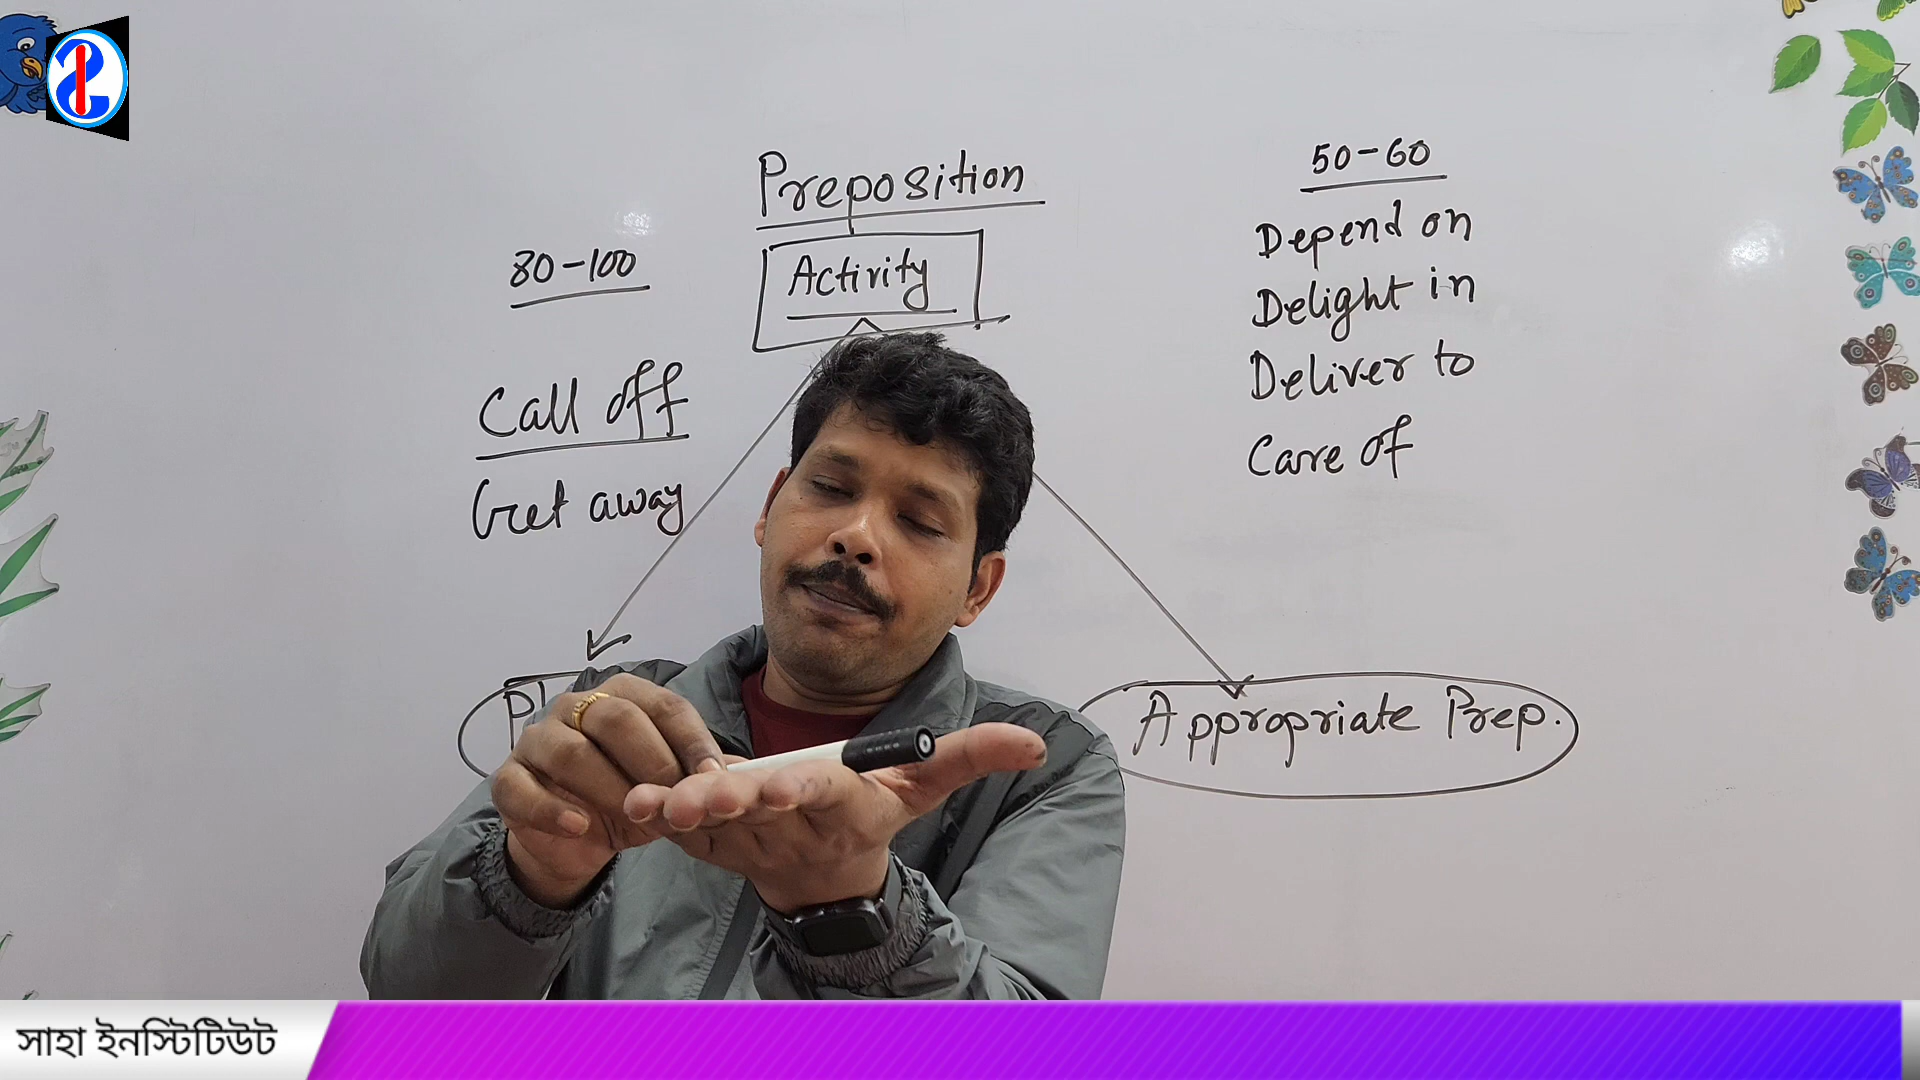 Preposition
Activity
80-100
Call off
Get away
50-60
Depend on
Delight in
Deliver to
Care of
Appropriate Prep.
সাহা ইনস্টিটিউট